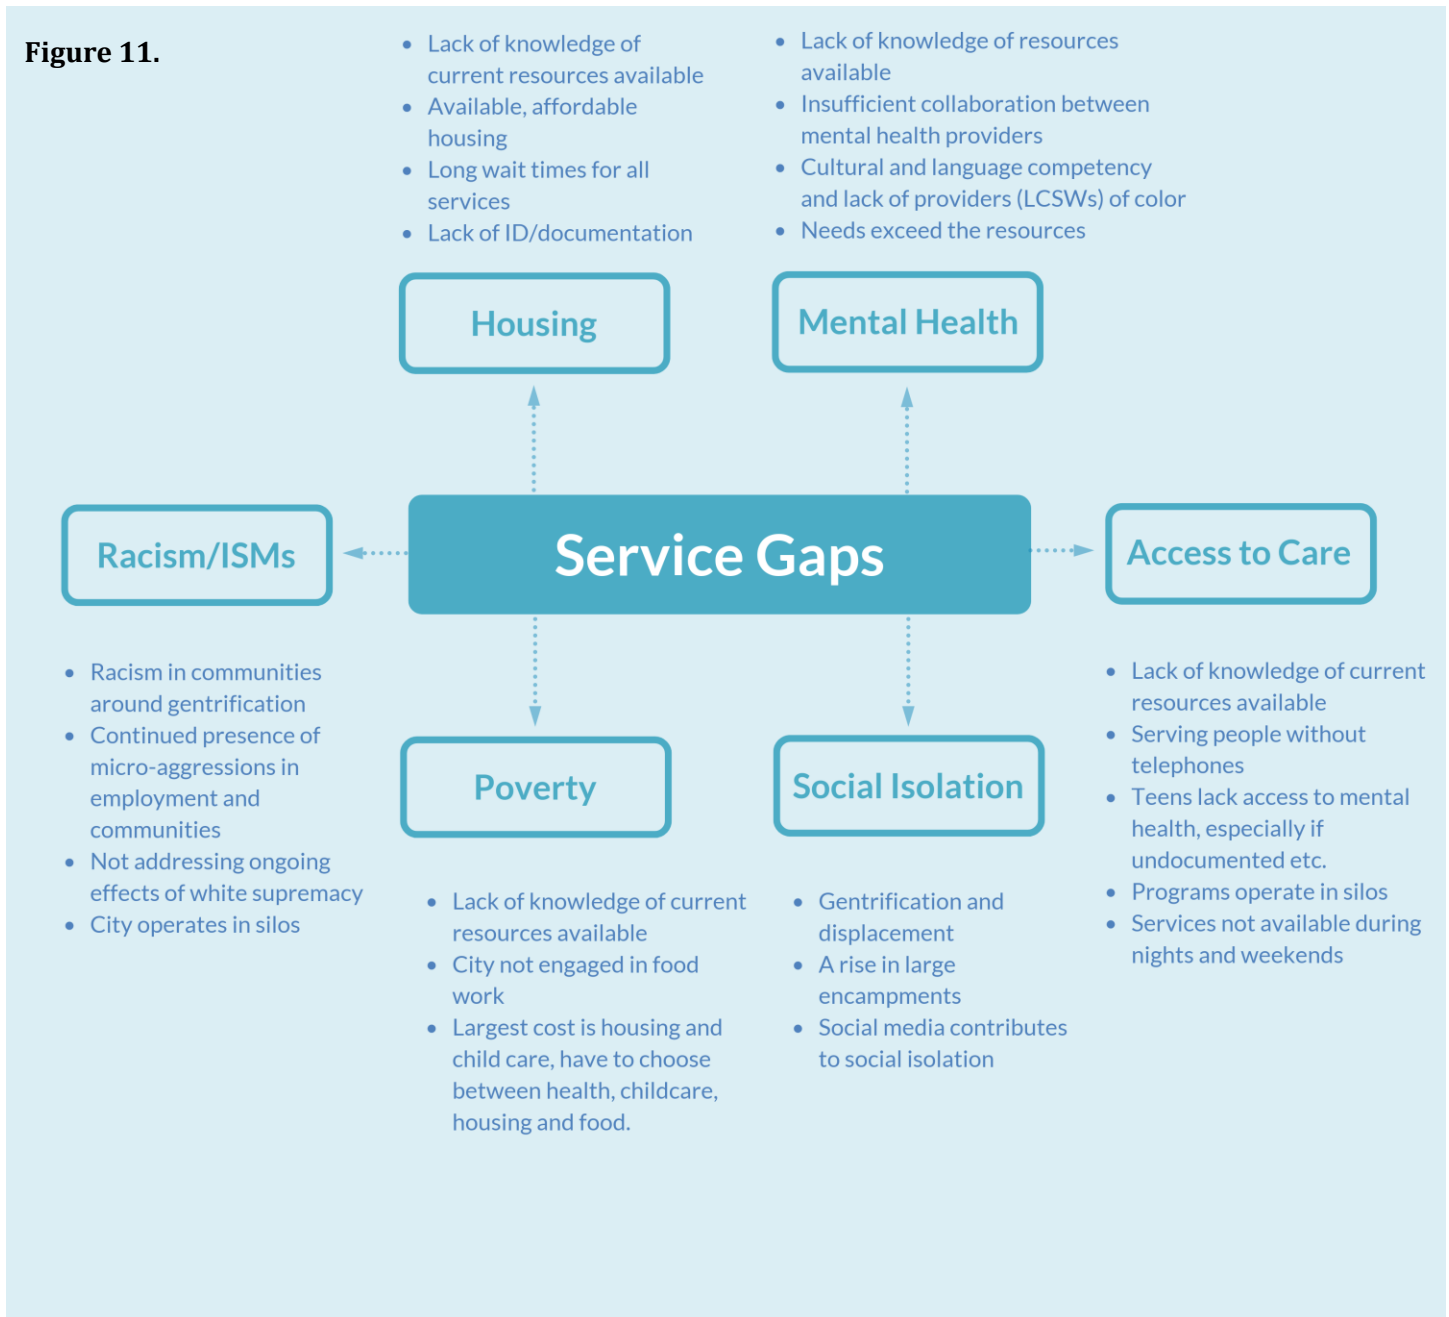 Figure 11.
• Lack of knowledge of
current resources available
• Available, affordable
housing
• Long wait times for all
services
• Lack of ID/documentation
• Lack of knowledge of resources
available
• Insufficient collaboration between
mental health providers
• Cultural and language competency
and lack of providers (LCSWs) of color
• Needs exceed the resources
Housing
Mental Health
Racism/ISMs
Service Gaps
Access to Care
• Racism in communities
around gentrification
• Continued presence of
micro-aggressions in
employment and
communities
• Not addressing ongoing
effects of white supremacy
• City operates in silos
Poverty
• Lack of knowledge of current
resources available
• City not engaged in food
work
• Largest cost is housing and
child care, have to choose
between health, childcare,
housing and food.
Social Isolation
• Gentrification and
displacement
• A rise in large
encampments
• Social media contributes
to social isolation
• Lack of knowledge of current
resources available
• Serving people without
telephones
• Teens lack access to mental
health, especially if
undocumented etc.
• Programs operate in silos
• Services not available during
nights and weekends